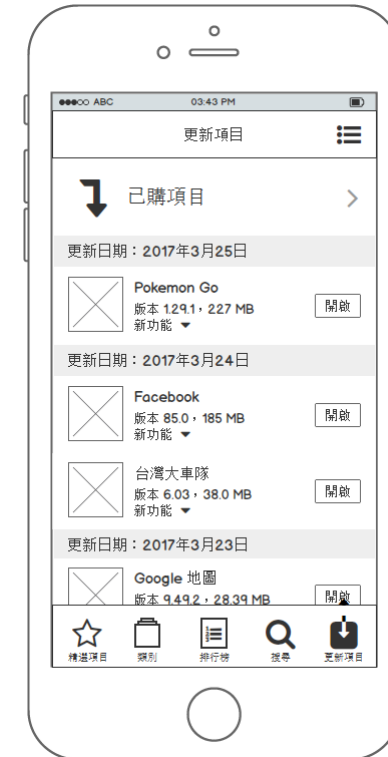 ABC 03:43 PM
更新項目
已購項目
更新日期：2017年3月25日
Pokemon Go
版本 1.29.1，227 MB
新功能
開啟
更新日期：2017年3月24日
Facebook
版本 85.0，185 MB
新功能
開啟
台灣大車隊
版本 6.03，38.0 MB
新功能
開啟
更新日期：2017年3月23日
Google 地圖
版本 9.49.2，28.39 MB
開啟
精選項目 類別 排行榜 搜尋 更新項目